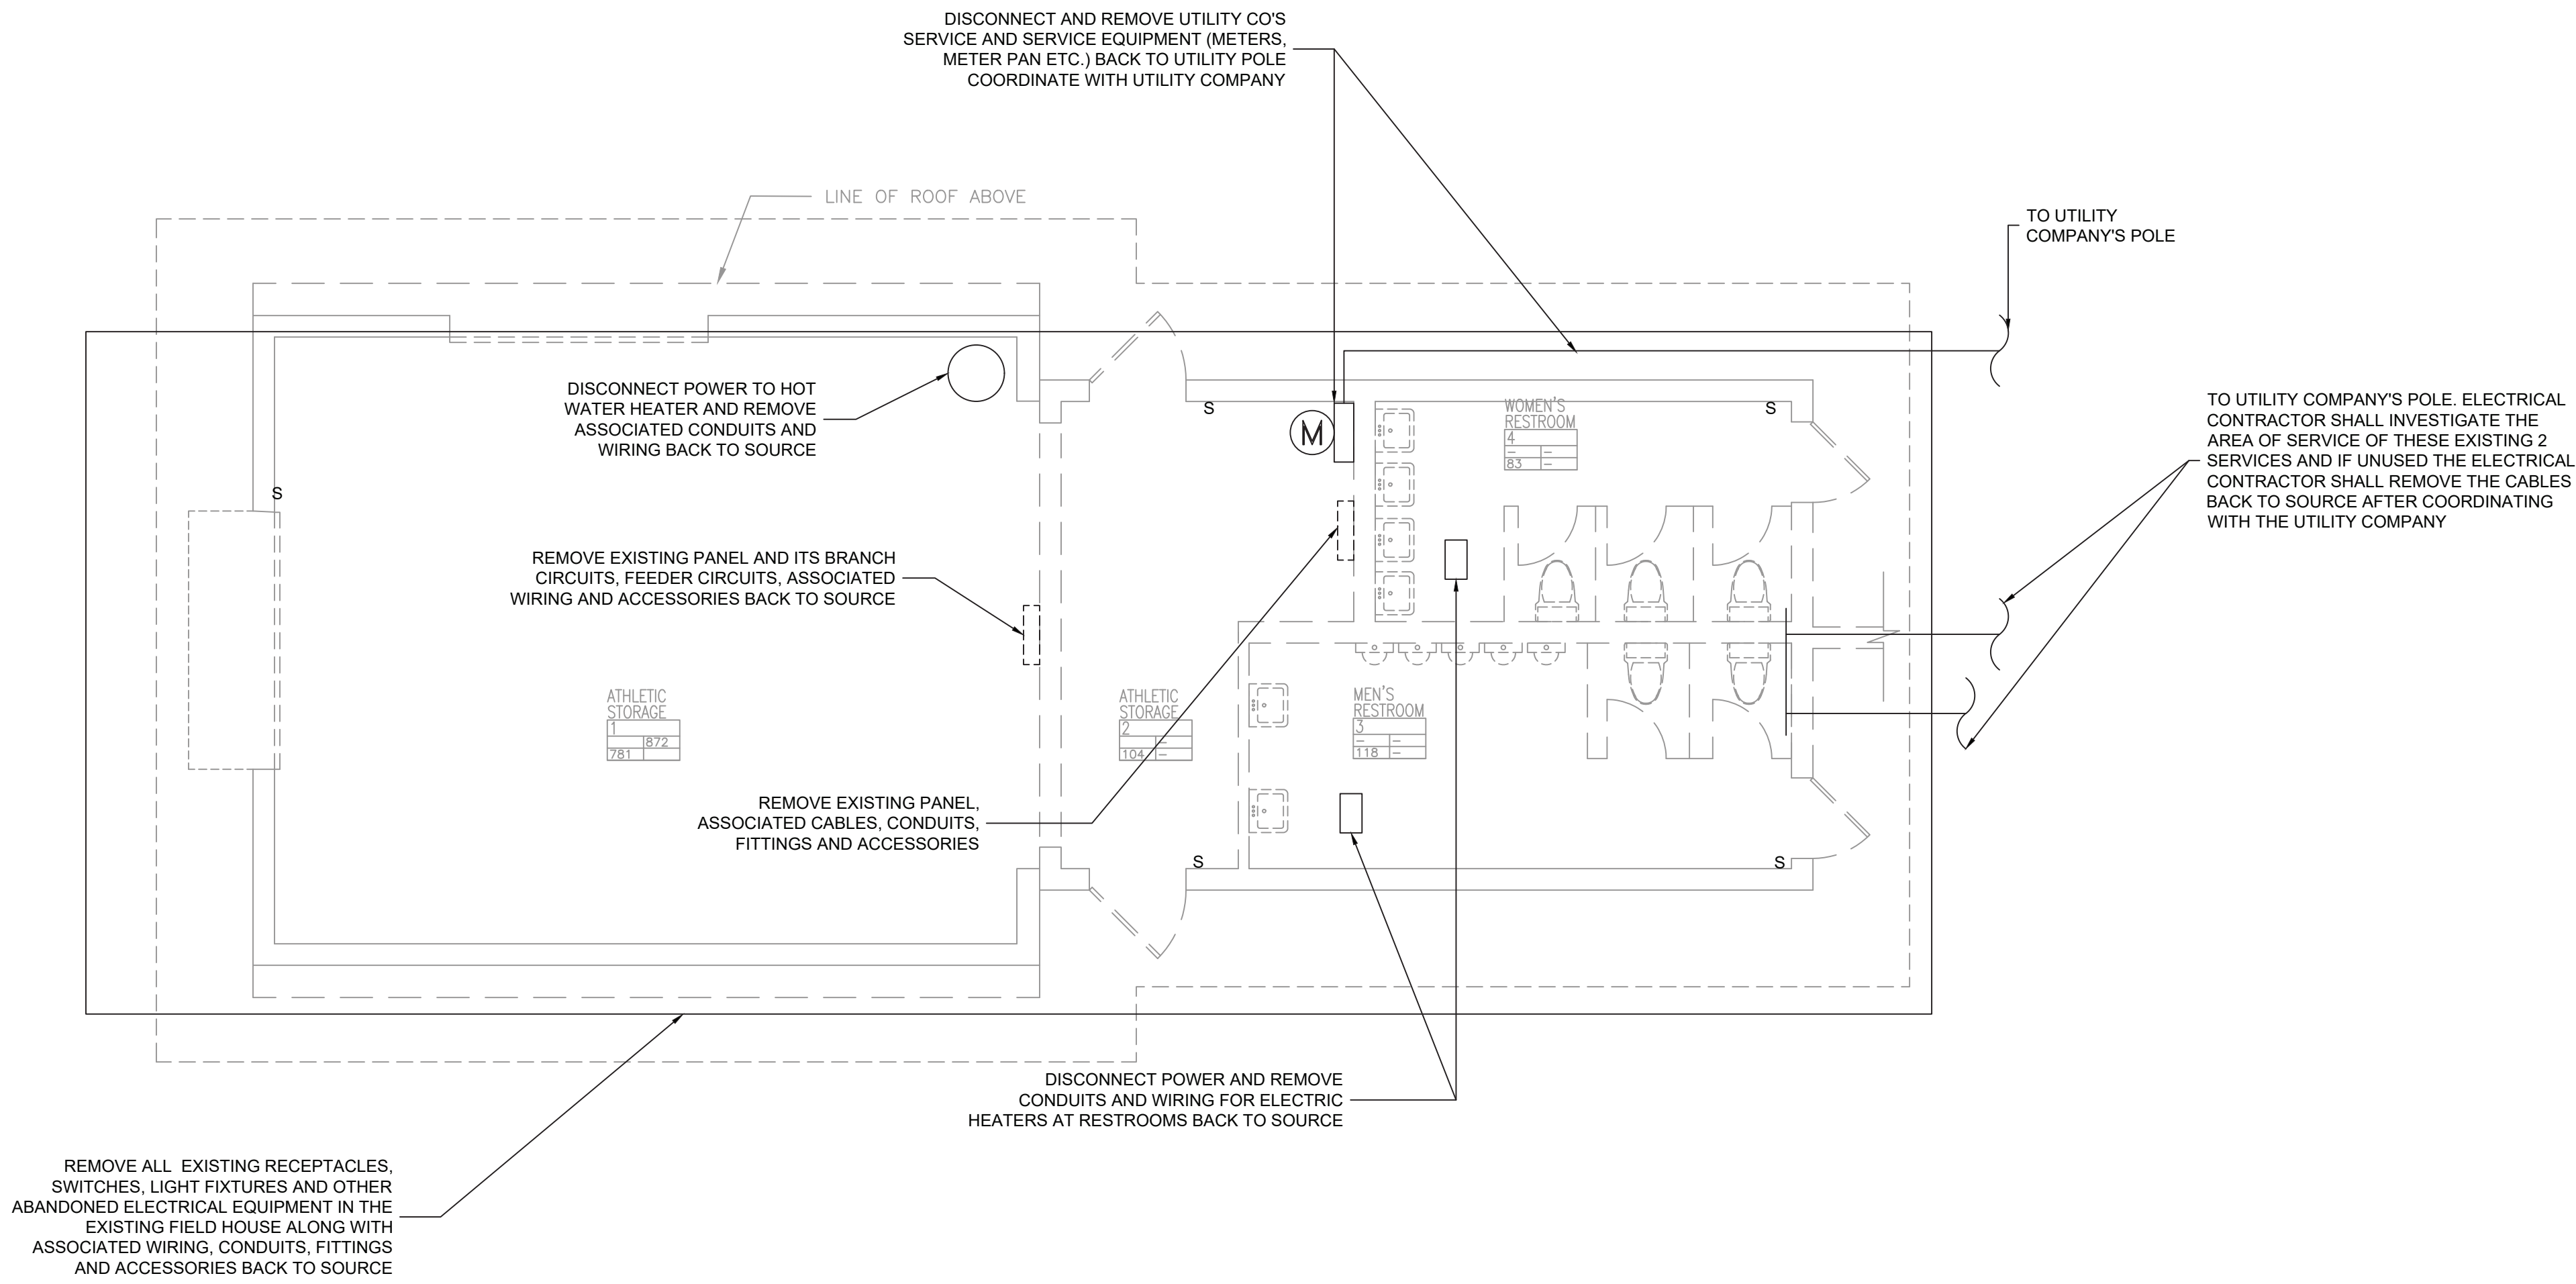 DISCONNECT AND REMOVE UTILITY CO'S
SERVICE AND SERVICE EQUIPMENT (METERS,
METER PAN ETC.) BACK TO UTILITY POLE
COORDINATE WITH UTILITY COMPANY
LINE OF ROOF ABOVE
TO UTILITY
COMPANY'S POLE
DISCONNECT POWER TO HOT
WATER HEATER AND REMOVE
ASSOCIATED CONDUITS AND
WIRING BACK TO SOURCE
S
M
WOMEN'S
RESTROOM
4
- -
83 -
S
TO UTILITY COMPANY'S POLE. ELECTRICAL
CONTRACTOR SHALL INVESTIGATE THE
AREA OF SERVICE OF THESE EXISTING 2
SERVICES AND IF UNUSED THE ELECTRICAL
CONTRACTOR SHALL REMOVE THE CABLES
BACK TO SOURCE AFTER COORDINATING
WITH THE UTILITY COMPANY
S
REMOVE EXISTING PANEL AND ITS BRANCH
CIRCUITS, FEEDER CIRCUITS, ASSOCIATED
WIRING AND ACCESSORIES BACK TO SOURCE
ATHLETIC
STORAGE
1
872
781
ATHLETIC
STORAGE
2
-
104 -
MEN'S
RESTROOM
3
- -
118 -
REMOVE EXISTING PANEL,
ASSOCIATED CABLES, CONDUITS,
FITTINGS AND ACCESSORIES
S
S
DISCONNECT POWER AND REMOVE
CONDUITS AND WIRING FOR ELECTRIC
HEATERS AT RESTROOMS BACK TO SOURCE
REMOVE ALL EXISTING RECEPTACLES,
SWITCHES, LIGHT FIXTURES AND OTHER
ABANDONED ELECTRICAL EQUIPMENT IN THE
EXISTING FIELD HOUSE ALONG WITH
ASSOCIATED WIRING, CONDUITS, FITTINGS
AND ACCESSORIES BACK TO SOURCE